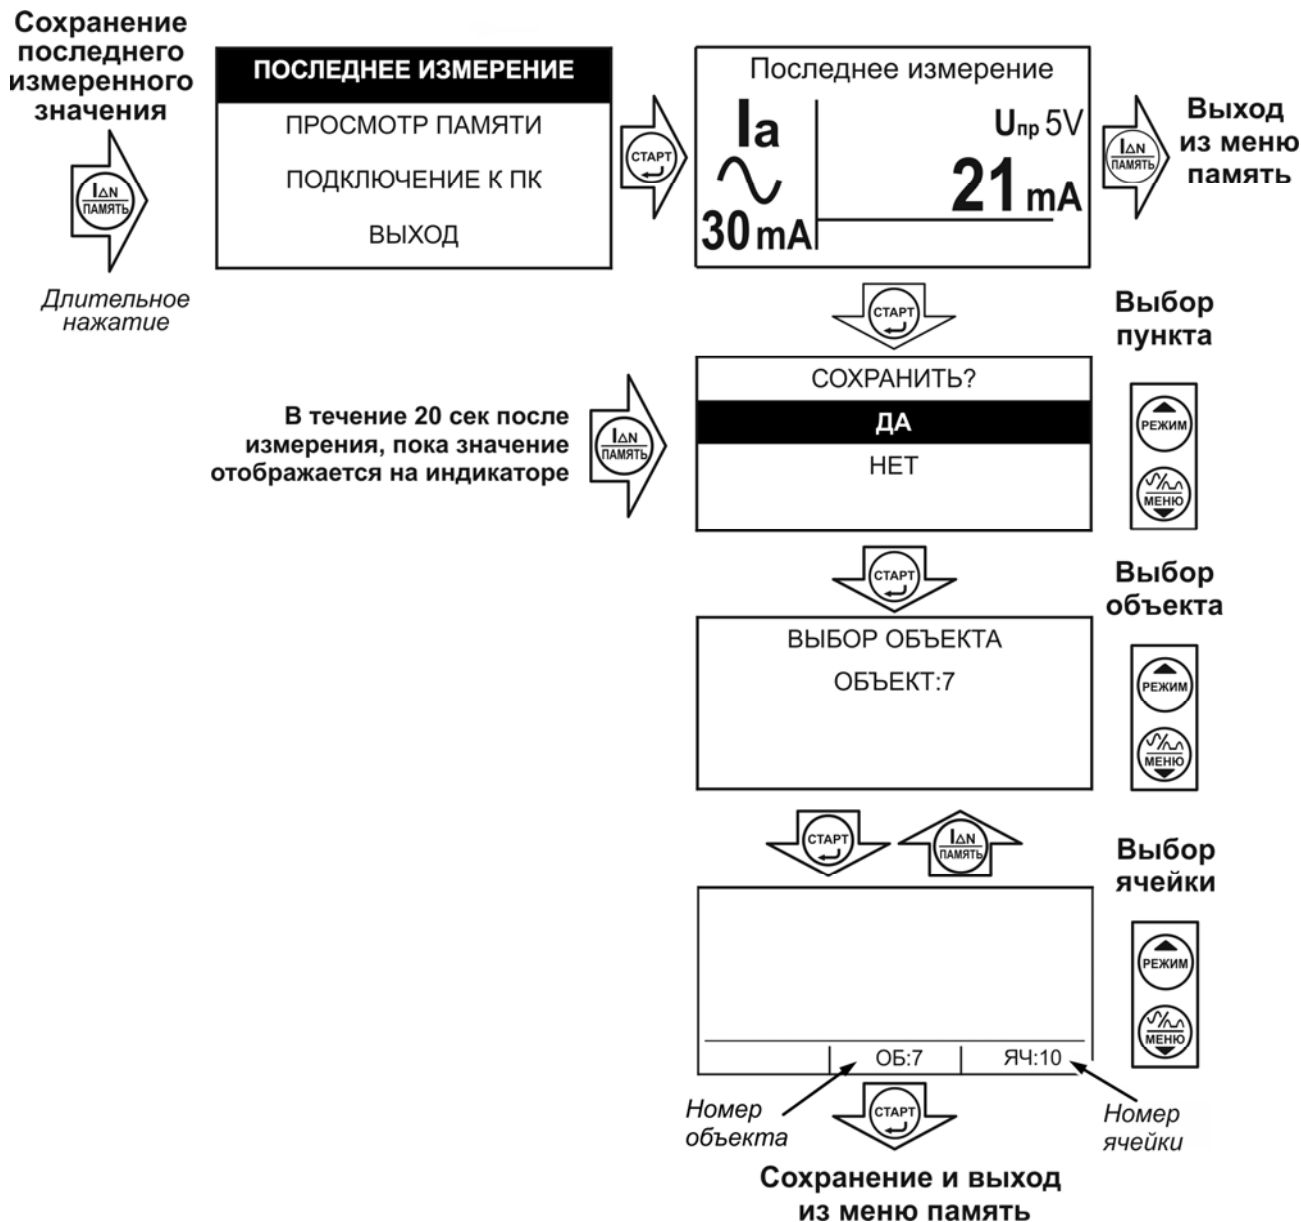 Сохранение
последнего
измеренного
значения
IΔN
ПАМЯТЬ
Длительное
нажатие
ПОСЛЕДНЕЕ ИЗМЕРЕНИЕ
ПРОСМОТР ПАМЯТИ
ПОДКЛЮЧЕНИЕ К ПК
ВЫХОД
СТАРТ
Последнее измерение
Ia
30 mA
Uпр 5V
21 mA
IΔN
ПАМЯТЬ
Выход
из меню
память
СТАРТ
Выбор
пункта
В течение 20 сек после
измерения, пока значение
отображается на индикаторе
IΔN
ПАМЯТЬ
СОХРАНИТЬ?
ДА
НЕТ
РЕЖИМ
МЕНЮ
СТАРТ
Выбор
объекта
ВЫБОР ОБЪЕКТА
ОБЪЕКТ:7
РЕЖИМ
МЕНЮ
СТАРТ
IΔN
ПАМЯТЬ
Выбор
ячейки
РЕЖИМ
МЕНЮ
ОБ:7
ЯЧ:10
Номер
объекта
СТАРТ
Номер
ячейки
Сохранение и выход
из меню память